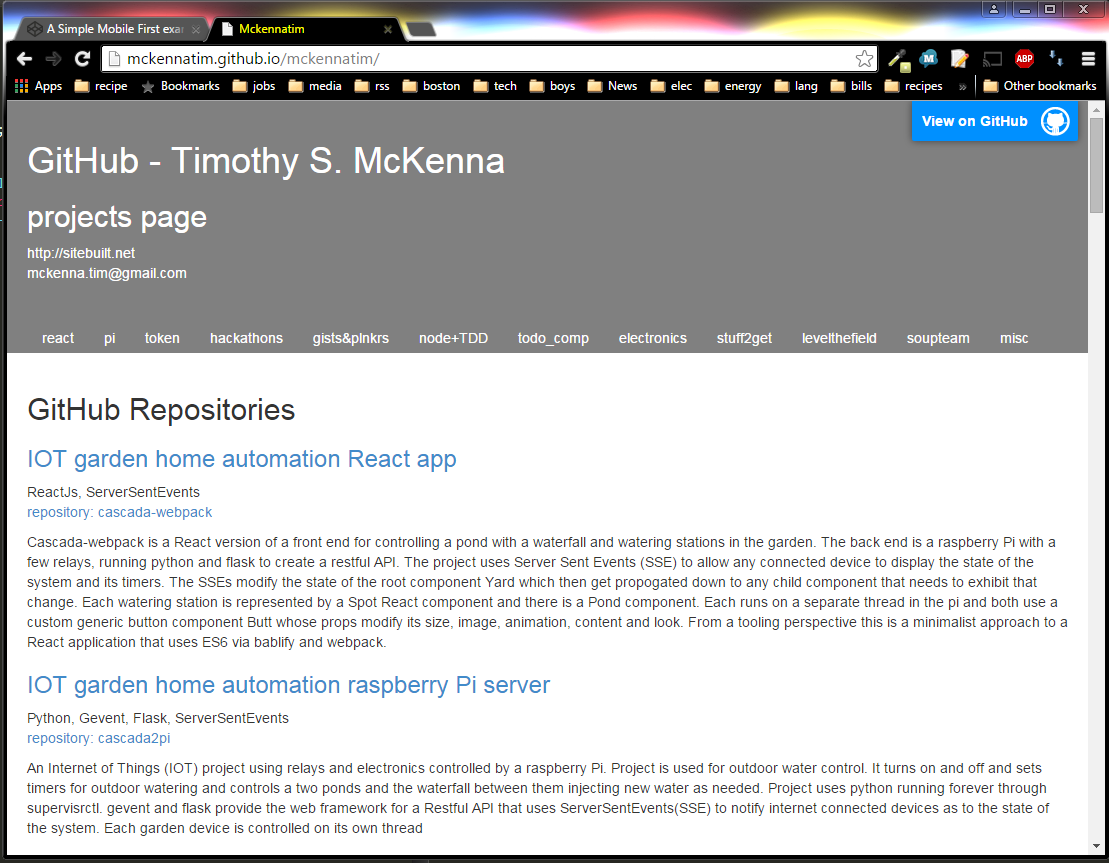 A Simple Mobile First exar
Mckennatim
mckennatim.github.io/mckennatim/
M
ABP
Apps recipe Bookmarks jobs media rss boston tech boys News elec energy lang bills recipes » Other bookmarks
View on GitHub
GitHub - Timothy S. McKenna
projects page
http://sitebuilt.net
mckenna.tim@gmail.com
react pi token hackathons gists&plnkrs node+TDD todo_comp electronics stuff2get levelthefield soupteam misc
GitHub Repositories
IOT garden home automation React app
ReactJs, ServerSentEvents
repository: cascada-webpack
Cascada-webpack is a React version of a front end for controlling a pond with a waterfall and watering stations in the garden. The back end is a raspberry Pi with a
few relays, running python and flask to create a restful API. The project uses Server Sent Events (SSE) to allow any connected device to display the state of the
system and its timers. The SSEs modify the state of the root component Yard which then get propogated down to any child component that needs to exhibit that
change. Each watering station is represented by a Spot React component and there is a Pond component. Each runs on a separate thread in the pi and both use a
custom generic button component Butt whose props modify its size, image, animation, content and look. From a tooling perspective this is a minimalist approach to a
React application that uses ES6 via bablify and webpack.
IOT garden home automation raspberry Pi server
Python, Gevent, Flask, ServerSentEvents
repository: cascada2pi
An Internet of Things (IOT) project using relays and electronics controlled by a raspberry Pi. Project is used for outdoor water control. It turns on and off and sets
timers for outdoor watering and controls a two ponds and the waterfall between them injecting new water as needed. Project uses python running forever through
supervisrctl. gevent and flask provide the web framework for a Restful API that uses ServerSentEvents(SSE) to notify internet connected devices as to the state of
the system. Each garden device is controlled on its own thread